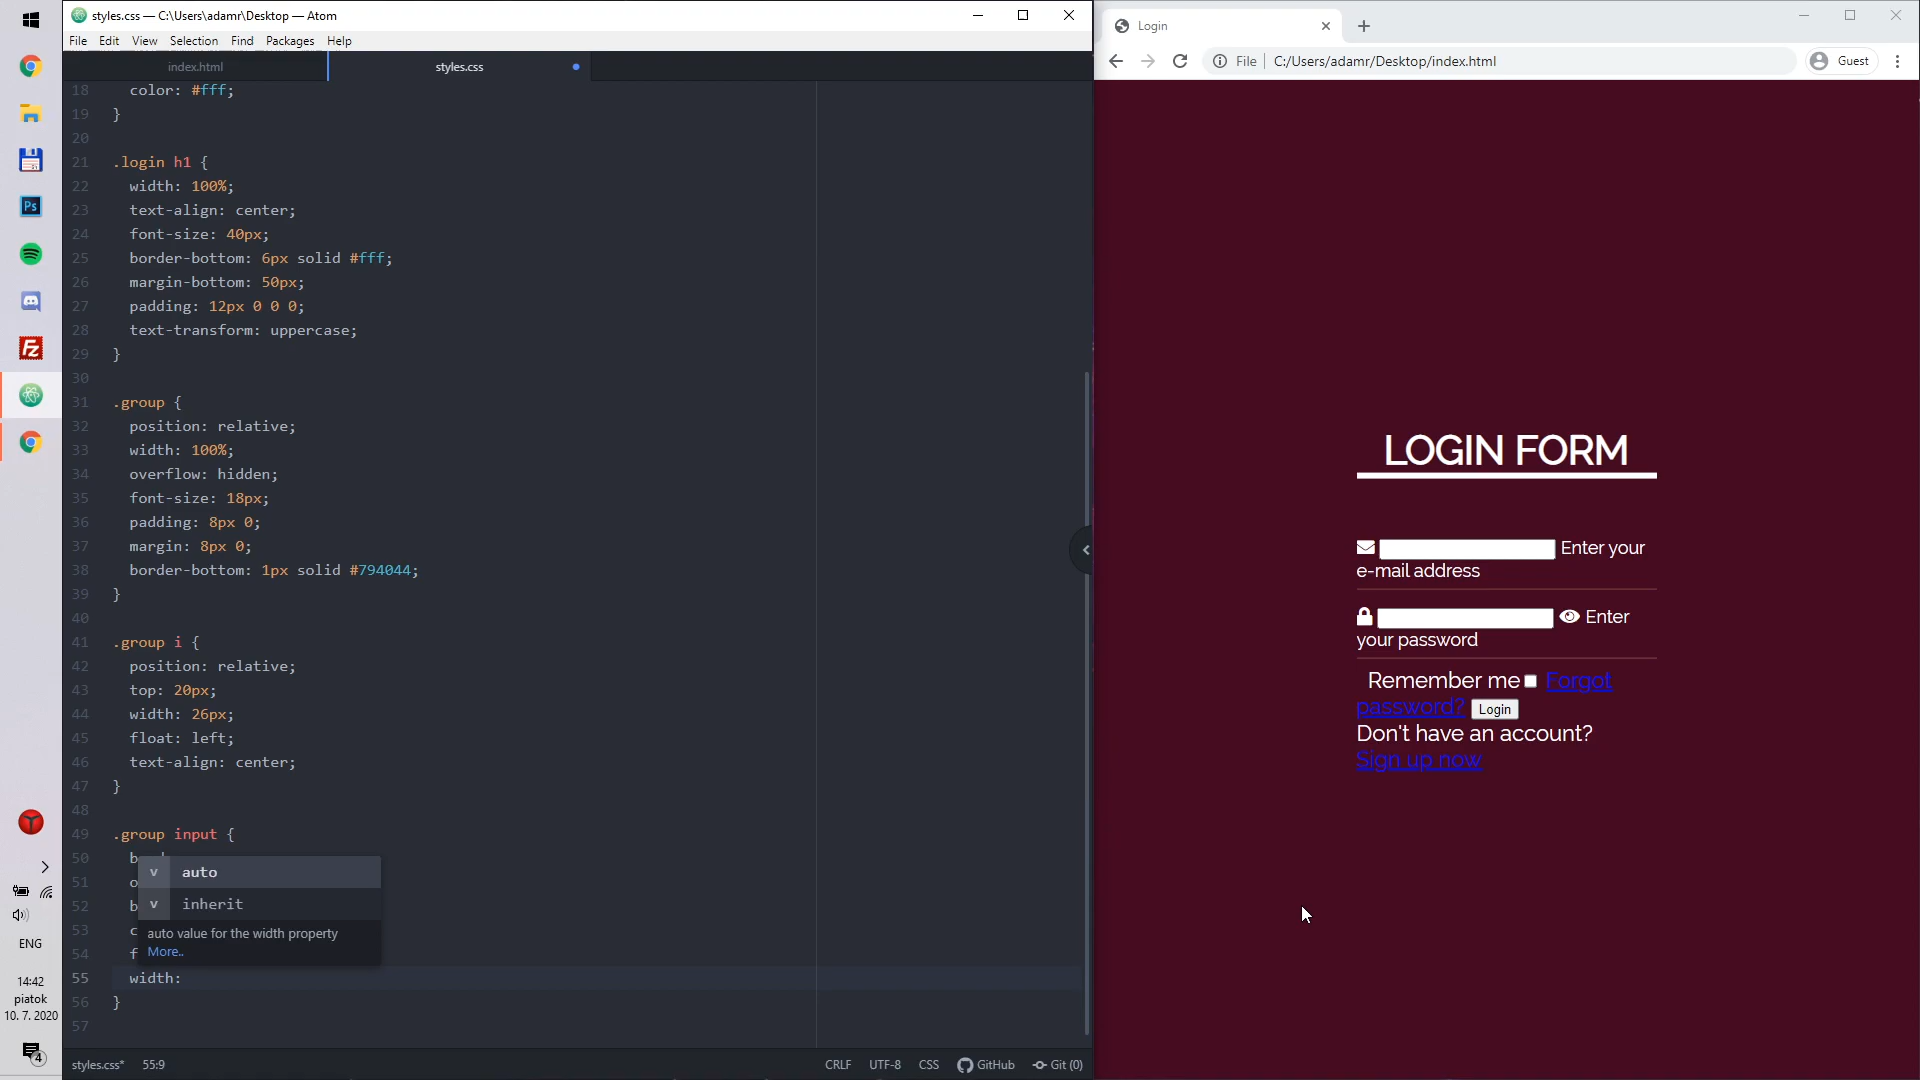 styles.css — C:\Users\adamr\Desktop — Atom
File Edit View Selection Find Packages Help
index.html
styles.css
18 color: #fff;
19 }
20
21 .login h1 {
22 width: 100%;
23 text-align: center;
24 font-size: 40px;
25 border-bottom: 6px solid #fff;
26 margin-bottom: 50px;
27 padding: 12px 0 0 0;
28 text-transform: uppercase;
29 }
30
31 .group {
32 position: relative;
33 width: 100%;
34 overflow: hidden;
35 font-size: 18px;
36 padding: 8px 0;
37 margin: 8px 0;
38 border-bottom: 1px solid #794044;
39 }
40
41 .group i {
42 position: relative;
43 top: 20px;
44 width: 26px;
45 float: left;
46 text-align: center;
47 }
48
49 .group input {
50
51
52
53
54
55 width:
56 }
57
v auto
v inherit
auto value for the width property
More..
styles.css* 55:9
CRLF UTF-8 CSS GitHub Git (0)
Ps
Fz
ENG
14:42
piatok
10. 7. 2020
4
Login
File C:/Users/adamr/Desktop/index.html
Guest
LOGIN FORM
Enter your
e-mail address
Enter
your password
Remember me Forgot
password? Login
Don't have an account?
Sign up now